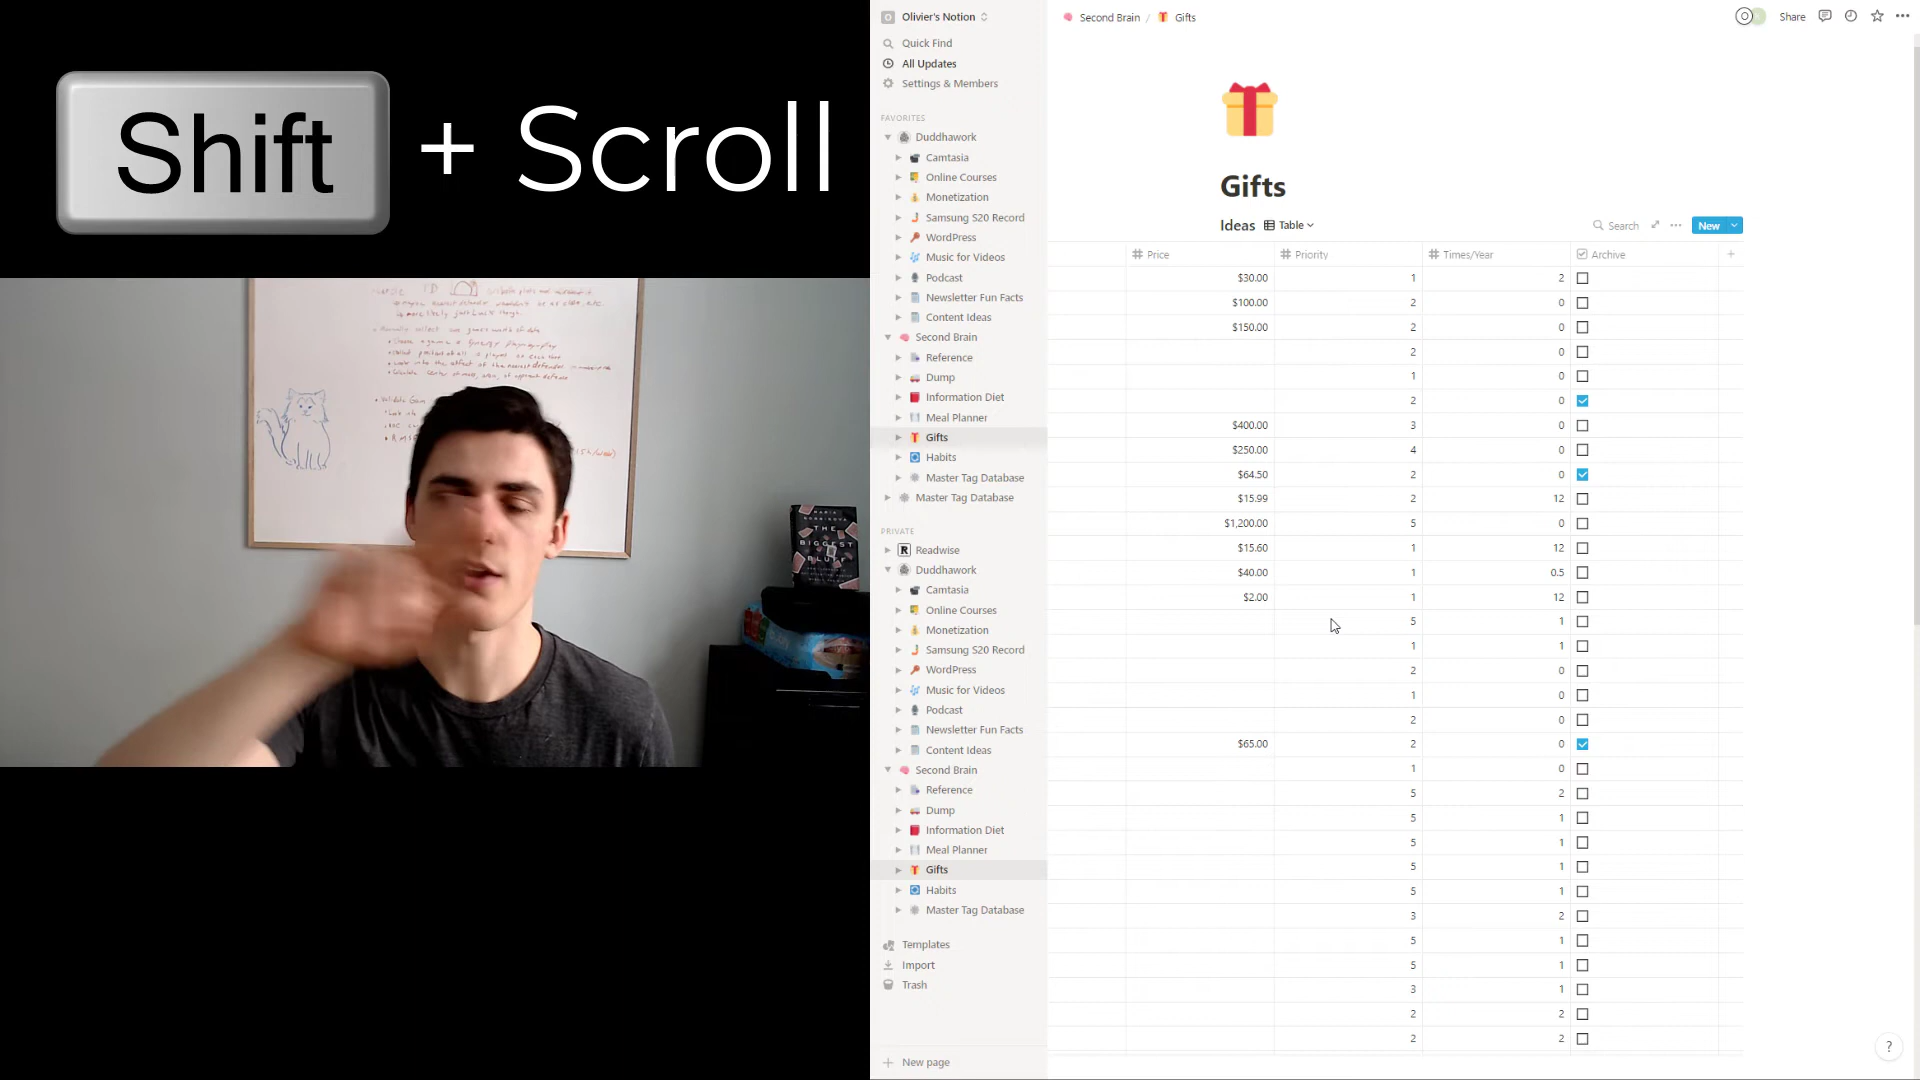 Shift + Scroll
THE
BIGGEST
BLUFF
Olivier's Notion
Quick Find
All Updates
Settings & Members
FAVORITES
Duddhawork
Camtasia
Online Courses
Monetization
Samsung S20 Record
WordPress
Music for Videos
Podcast
Newsletter Fun Facts
Content Ideas
Second Brain
Reference
Dump
Information Diet
Meal Planner
Gifts
Habits
Master Tag Database
Master Tag Database
PRIVATE
R Readwise
Duddhawork
Camtasia
Online Courses
Monetization
Samsung S20 Record
WordPress
Music for Videos
Podcast
Newsletter Fun Facts
Content Ideas
Second Brain
Reference
Dump
Information Diet
Meal Planner
Gifts
Habits
Master Tag Database
Templates
Import
Trash
+ New page
Second Brain / Gifts
O Share
Gifts
Ideas Table Search New
# Price # Priority # Times/Year Archive +
$30.00 1 2
$100.00 2 0
$150.00 2 0
2 0
1 0
2 0
$400.00 3 0
$250.00 4 0
$64.50 2 0
$15.99 2 12
$1,200.00 5 0
$15.60 1 12
$40.00 1 0.5
$2.00 1 12
5 1
1 1
2 0
1 0
2 0
$65.00 2 0
1 0
5 2
5 1
5 1
5 1
5 1
3 2
5 1
5 1
3 1
2 2
2 2
?